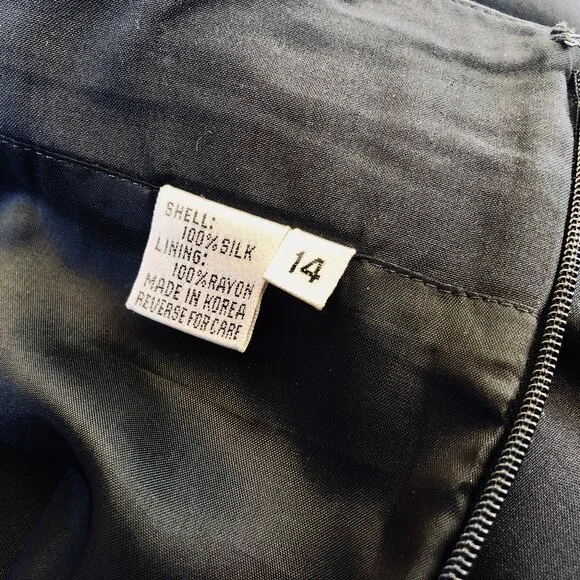 SHELL:
100% SILK
LINING:
100% RAYON
MADE IN KOREA
REVERSE FOR CARE
14